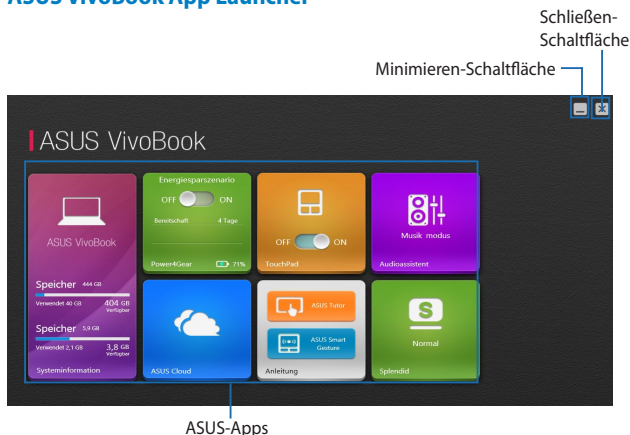 ASUS VivoBook App Launcher
Schließen-
Schaltfläche
Minimieren-Schaltfläche
ASUS VivoBook
ASUS VivoBook
Speicher 444 GB
Verwendet 40 GB 404 GB
Verfügbar
Speicher 5,9 GB
Verwendet 2,1 GB 3,8 GB
Verfügbar
Systeminformation
Energiesparszenario
OFF ON
Bereitschaft 4 Tage
Power4Gear 71%
OFF ON
TouchPad
Musik modus
Audioassistent
ASUS Cloud
ASUS Tutor
ASUS Smart
Gesture
Anleitung
S
Normal
Splendid
ASUS-Apps